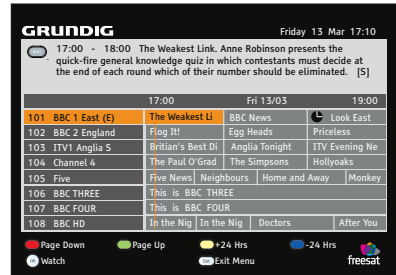 GRUNDIG Friday 13 Mar 17:10
17:00 - 18:00 The Weakest Link. Anne Robinson presents the
quick-fire general knowledge quiz in which contestants must decide at
the end of each round which of their number should be eliminated. [S]
17:00 Fri 13/03 19:00
101 BBC 1 East (E) The Weakest Li BBC News Look East
102 BBC 2 England Flog It! Egg Heads Priceless
103 ITV1 Anglia S Britian's Best Di Anglia Tonight ITV Evening Ne
104 Channel 4 The Paul O'Grad The Simpsons Hollyoaks
105 Five Five News Neighbours Home and Away Monkey
106 BBC THREE This is BBC THREE
107 BBC FOUR This is BBC FOUR
108 BBC HD In the Nig In the Nig Doctors After You
Page Down Page Up +24 Hrs -24 Hrs
OK Watch Exit Menu freesat